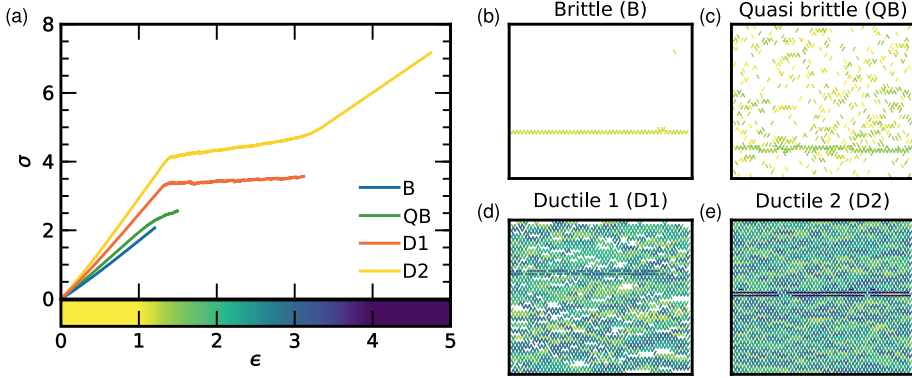 (a)
8
6
4
2
0
σ
B
QB
D1
D2
0 1 2 3 4 5
ϵ
(b) Brittle (B)
(c) Quasi brittle (QB)
(d) Ductile 1 (D1)
(e) Ductile 2 (D2)